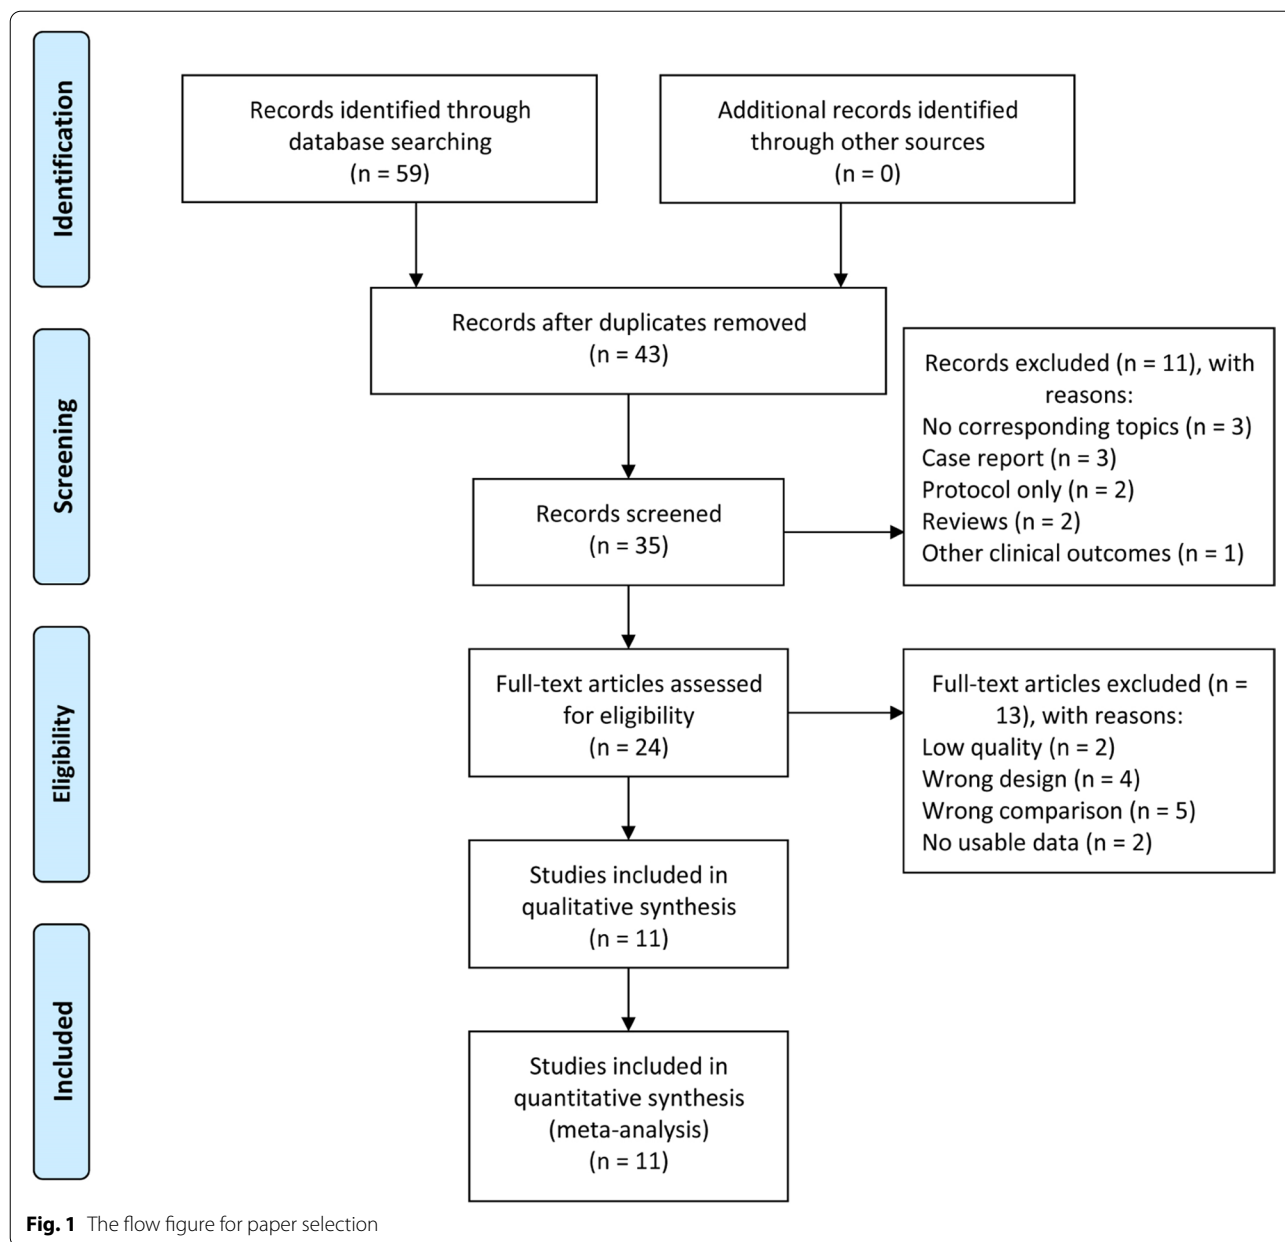 Identification
Records identified through
database searching
(n = 59)
Additional records identified
through other sources
(n = 0)
Records after duplicates removed
(n = 43)
Screening
Records screened
(n = 35)
Records excluded (n = 11), with
reasons:
No corresponding topics (n = 3)
Case report (n = 3)
Protocol only (n = 2)
Reviews (n = 2)
Other clinical outcomes (n = 1)
Eligibility
Full-text articles assessed
for eligibility
(n = 24)
Full-text articles excluded (n =
13), with reasons:
Low quality (n = 2)
Wrong design (n = 4)
Wrong comparison (n = 5)
No usable data (n = 2)
Studies included in
qualitative synthesis
(n = 11)
Included
Studies included in
quantitative synthesis
(meta-analysis)
(n = 11)
Fig. 1 The flow figure for paper selection